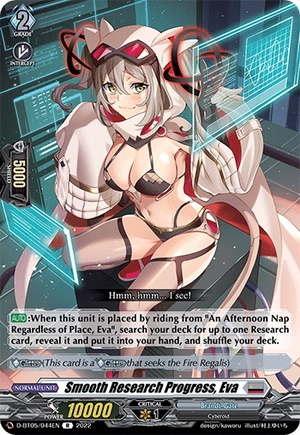 2
GRADE
INTERCEPT
5000
SHIELD
Hmm, hmm... I see!
AUTO:When this unit is placed by riding from "An Afternoon Nap
Regardless of Place, Eva", search your deck for up to one Research
card, reveal it and put it into your hand, and shuffle your deck.
(This card is a that seeks the Fire Regalis)
NORMAL UNIT
Smooth Research Progress, Eva
POWER
10000
CRITICAL
1
Brandt Gate
Cyberoid
D-BT05/044EN R 2022
design/kaworu illust/村上ゆいち